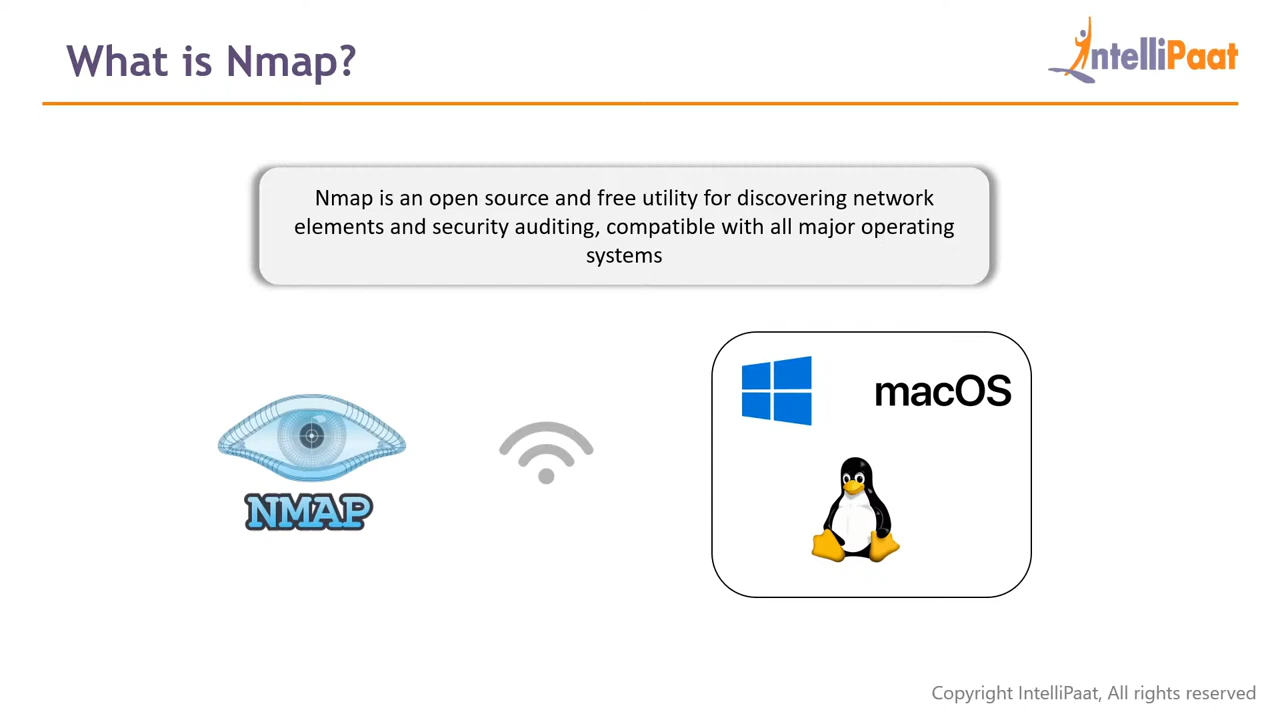 What is Nmap?
IntelliPaat
Nmap is an open source and free utility for discovering network
elements and security auditing, compatible with all major operating
systems
macOS
NMAP
Copyright IntelliPaat, All rights reserved